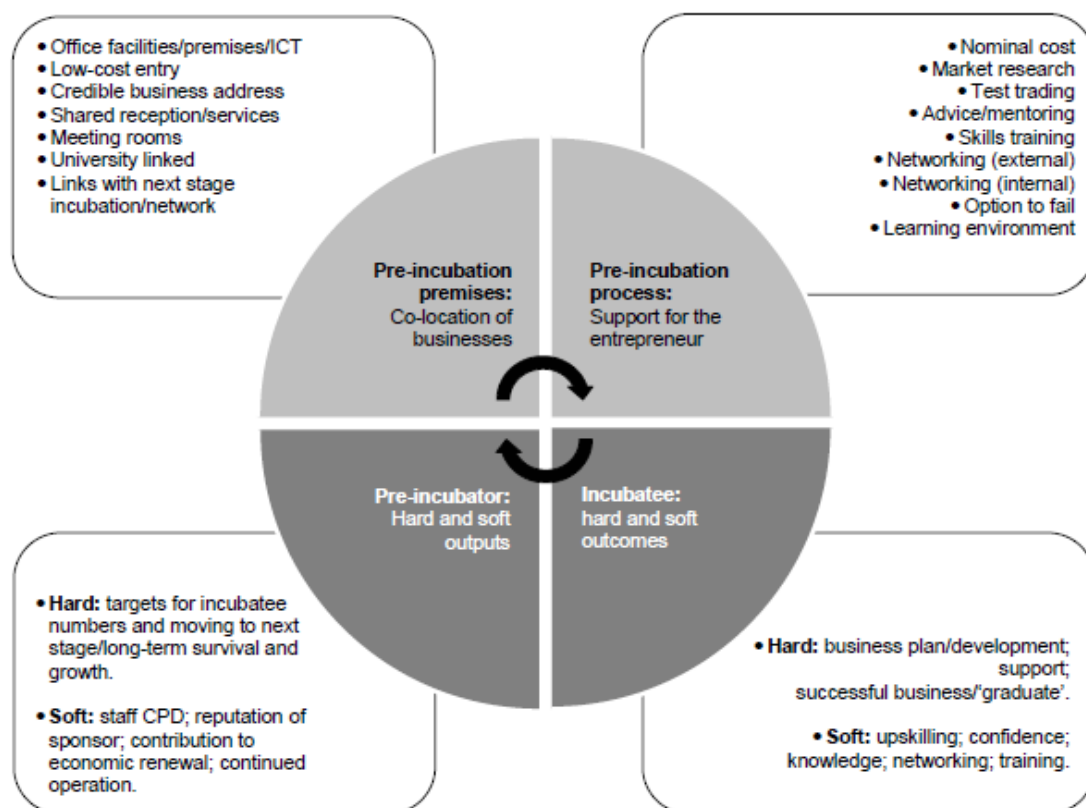 • Office facilities/premises/ICT
• Low-cost entry
• Credible business address
• Shared reception/services
• Meeting rooms
• University linked
• Links with next stage
incubation/network
• Nominal cost
• Market research
• Test trading
• Advice/mentoring
• Skills training
• Networking (external)
• Networking (internal)
• Option to fail
• Learning environment
Pre-incubation
premises:
Co-location of
businesses
Pre-incubation
process:
Support for the
entrepreneur
Pre-incubator:
Hard and soft
outputs
Incubatee:
hard and soft
outcomes
• Hard: targets for incubatee
numbers and moving to next
stage/long-term survival and
growth.
• Soft: staff CPD; reputation of
sponsor; contribution to
economic renewal; continued
operation.
• Hard: business plan/development;
support;
successful business/‘graduate’.
• Soft: upskilling; confidence;
knowledge; networking; training.